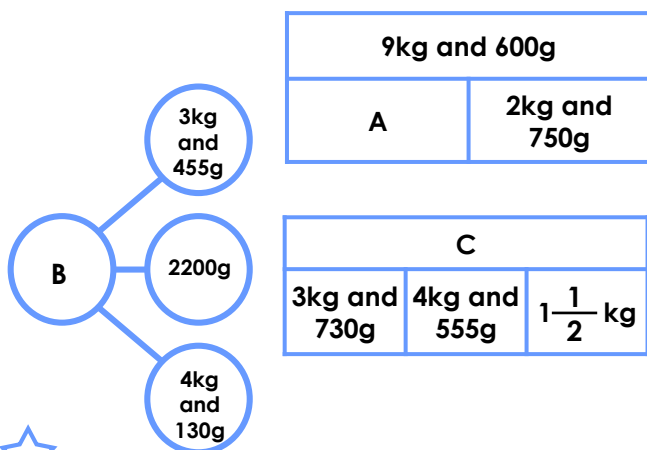 3kg
and
455g
B
2200g
4kg
and
130g
9kg and 600g
A
2kg and
750g
C
3kg and
730g
4kg and
555g
1 1/2 kg